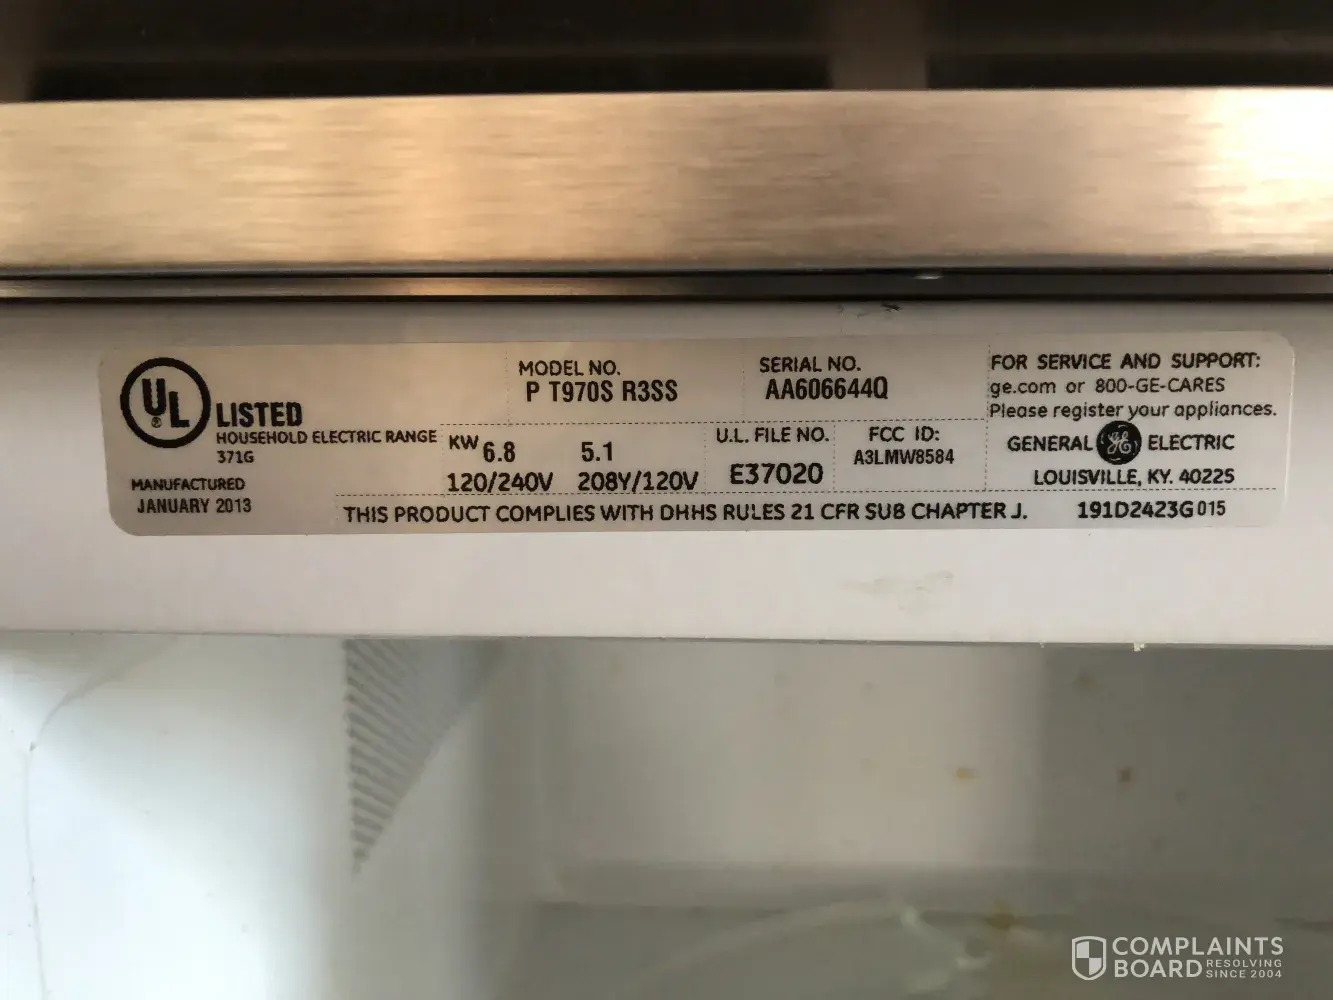 UL
®
LISTED
HOUSEHOLD ELECTRIC RANGE
371G
MANUFACTURED
JANUARY 2013
MODEL NO.
P T970S R3SS
SERIAL NO.
AA606644Q
FOR SERVICE AND SUPPORT:
ge.com or 800-GE-CARES
Please register your appliances.
KW 6.8 5.1
120/240V 208Y/120V
U.L. FILE NO.
E37020
FCC ID:
A3LMW8584
GENERAL GE ELECTRIC
LOUISVILLE, KY. 40225
THIS PRODUCT COMPLIES WITH DHHS RULES 21 CFR SUB CHAPTER J.
191D2423G015
COMPLAINTS
BOARD RESOLVING
SINCE 2004